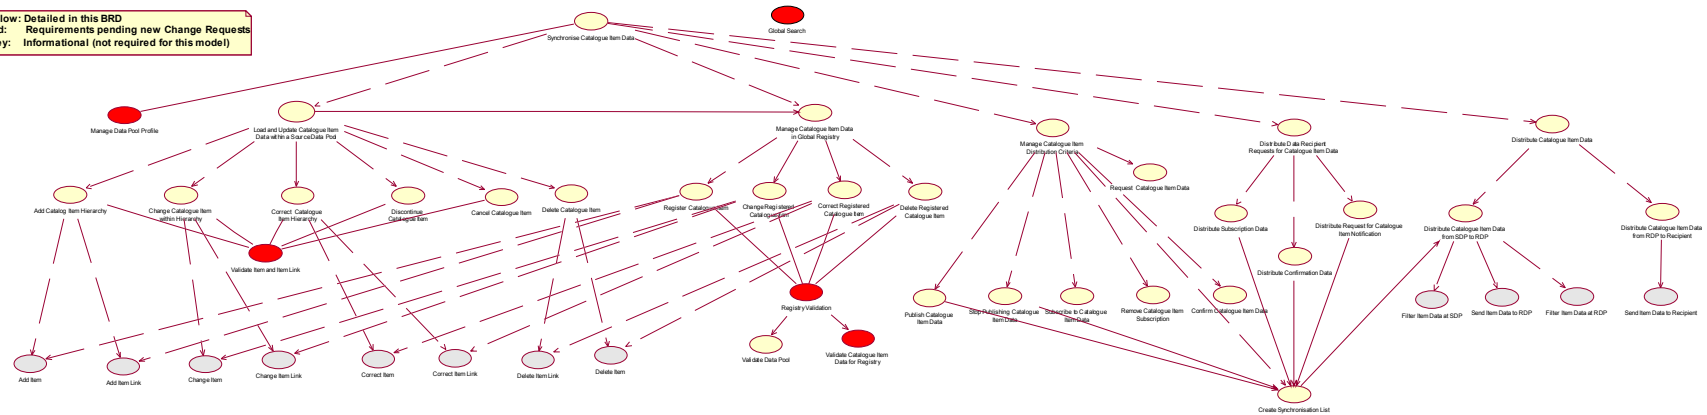 low: Detailed in this BRD
d: Requirements pending new Change Requests
ey: Informational (not required for this model)
Synchronise Catalogue Item Data
Global Search
Manage Data Pool Profile
Load and Update Catalogue Item
Data within a Source Data Pool
Manage Catalogue Item Data
in Global Registry
Manage Catalogue Item
Distribution Criteria
Distribute Data Recipient
Requests for Catalogue Item Data
Distribute Catalogue Item Data
Add Catalog Item Hierarchy
Change Catalogue Item
within Hierarchy
Correct Catalogue
Item Hierarchy
Discontinue
Catalogue Item
Cancel Catalogue Item
Delete Catalogue Item
Register Catalogue Item
Change Registered
Catalogue Item
Correct Registered
Catalogue Item
Delete Registered
Catalogue Item
Request Catalogue Item Data
Distribute Subscription Data
Distribute Request for Catalogue
Item Notification
Distribute Catalogue Item Data
from SDP to RDP
Distribute Catalogue Item Data
from RDP to Recipient
Validate Item and Item Link
Distribute Confirmation Data
Registry Validation
Publish Catalogue
Item Data
Stop Publishing Catalogue
Item Data
Subscribe to Catalogue
Item Data
Remove Catalogue Item
Subscription
Confirm Catalogue Item Data
Filter Item Data at SDP
Send Item Data to RDP
Filter Item Data at RDP
Send Item Data to Recipient
Validate Data Pool
Validate Catalogue Item
Data for Registry
Add Item
Add Item Link
Change Item
Change Item Link
Correct Item
Correct Item Link
Delete Item Link
Delete Item
Create Synchronisation List